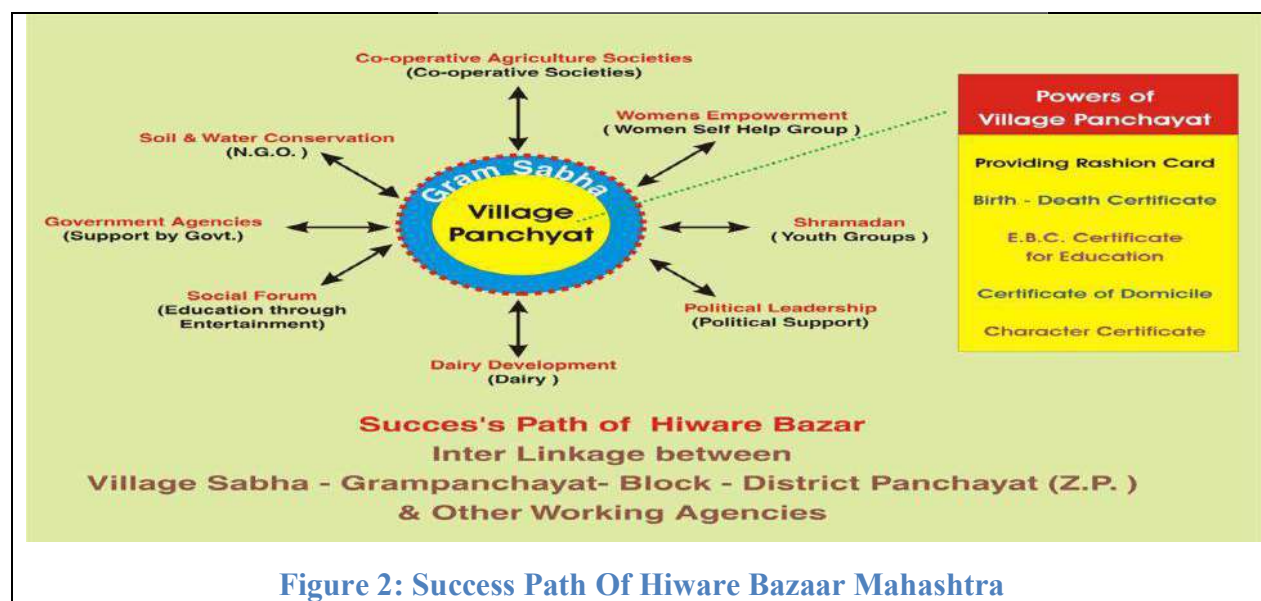 Co-operative Agriculture Societies
(Co-operative Societies)
Womens Empowerment
( Women Self Help Group )
Soil & Water Conservation
(N.G.O. )
Gram Sabha
Village
Panchyat
Government Agencies
(Support by Govt.)
Shramadan
( Youth Groups )
Social Forum
(Education through
Entertainment)
Political Leadership
(Political Support)
Dairy Development
(Dairy )
Powers of
Village Panchayat
Providing Rashion Card
Birth - Death Certificate
E.B.C. Certificate
for Education
Certificate of Domicile
Character Certificate
Succes's Path of Hiware Bazar
Inter Linkage between
Village Sabha - Grampanchayat- Block - District Panchayat (Z.P. )
& Other Working Agencies
Figure 2: Success Path Of Hiware Bazaar Mahashtra